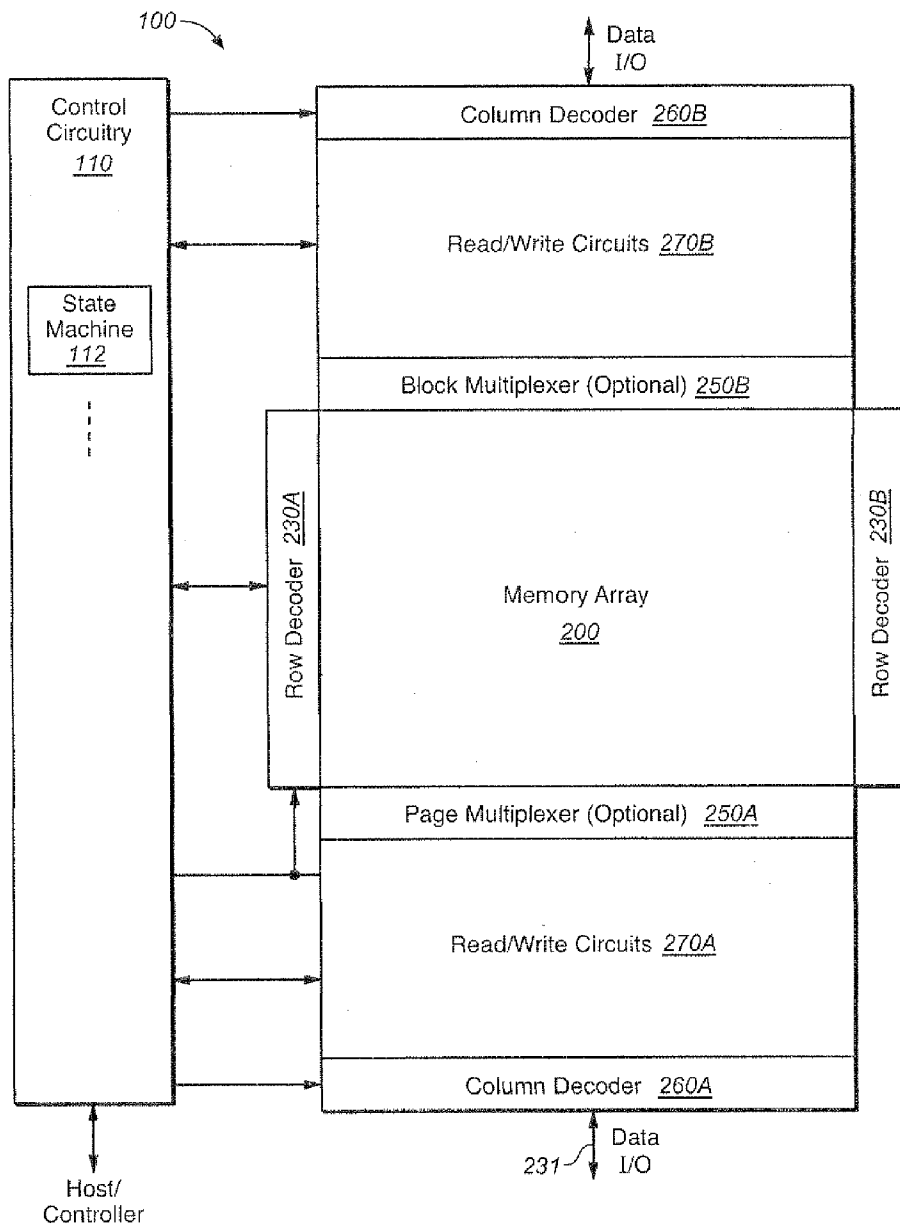 100
Data
I/O
Control
Circuitry
110
Column Decoder 260B
Read/Write Circuits 270B
State
Machine
112
Block Multiplexer (Optional) 250B
Row Decoder 230A
Memory Array
200
Row Decoder 230B
Page Multiplexer (Optional) 250A
Read/Write Circuits 270A
Column Decoder 260A
231
Data
I/O
Host/
Controller